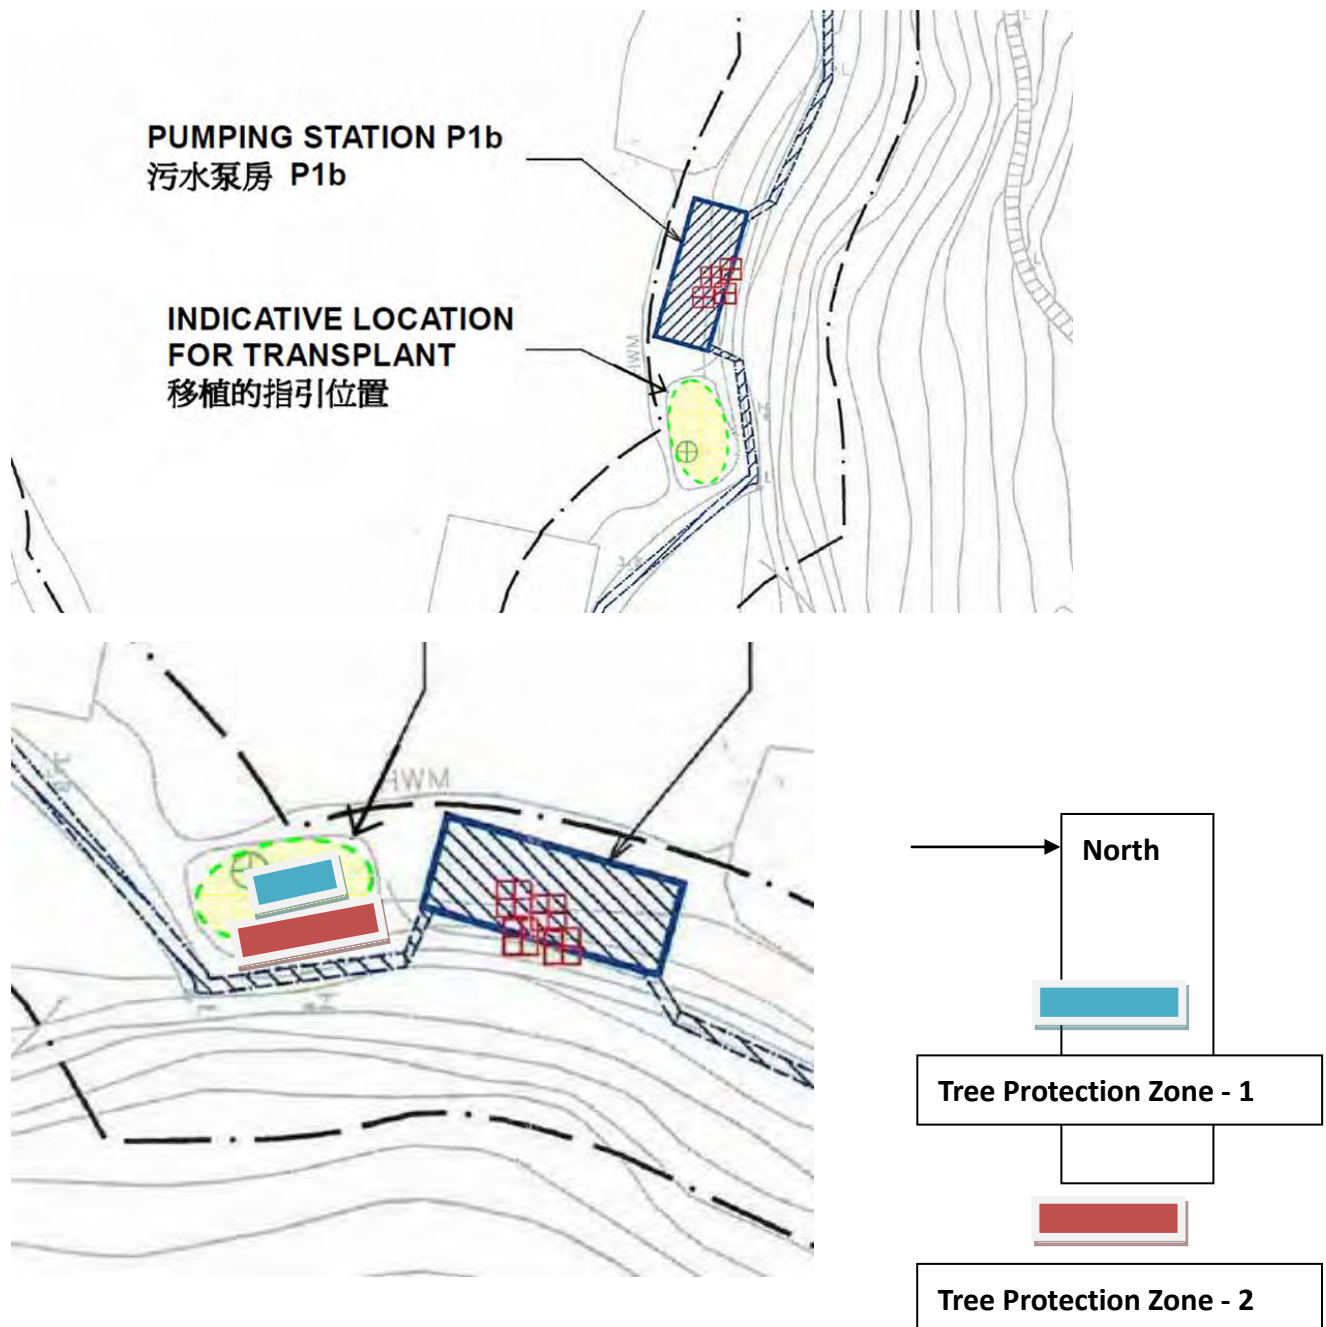 PUMPING STATION P1b
污水泵房 P1b
INDICATIVE LOCATION
FOR TRANSPLANT
移植的指引位置
HWM
HWM
North
Tree Protection Zone - 1
Tree Protection Zone - 2